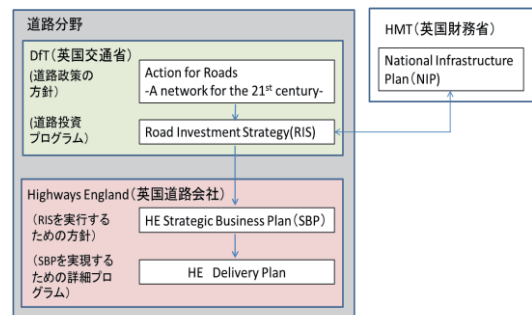 道路分野
DfT(英国交通省)
(道路政策の
方針)
Action for Roads
-A network for the 21st century-
(道路投資
プログラム)
Road Investment Strategy(RIS)
Highways England(英国道路会社)
(RISを実行する
ための方針)
HE Strategic Business Plan(SBP)
(SBPを実現する
ための詳細プロ
グラム)
HE Delivery Plan
HMT(英国財務省)
National Infrastructure
Plan(NIP)